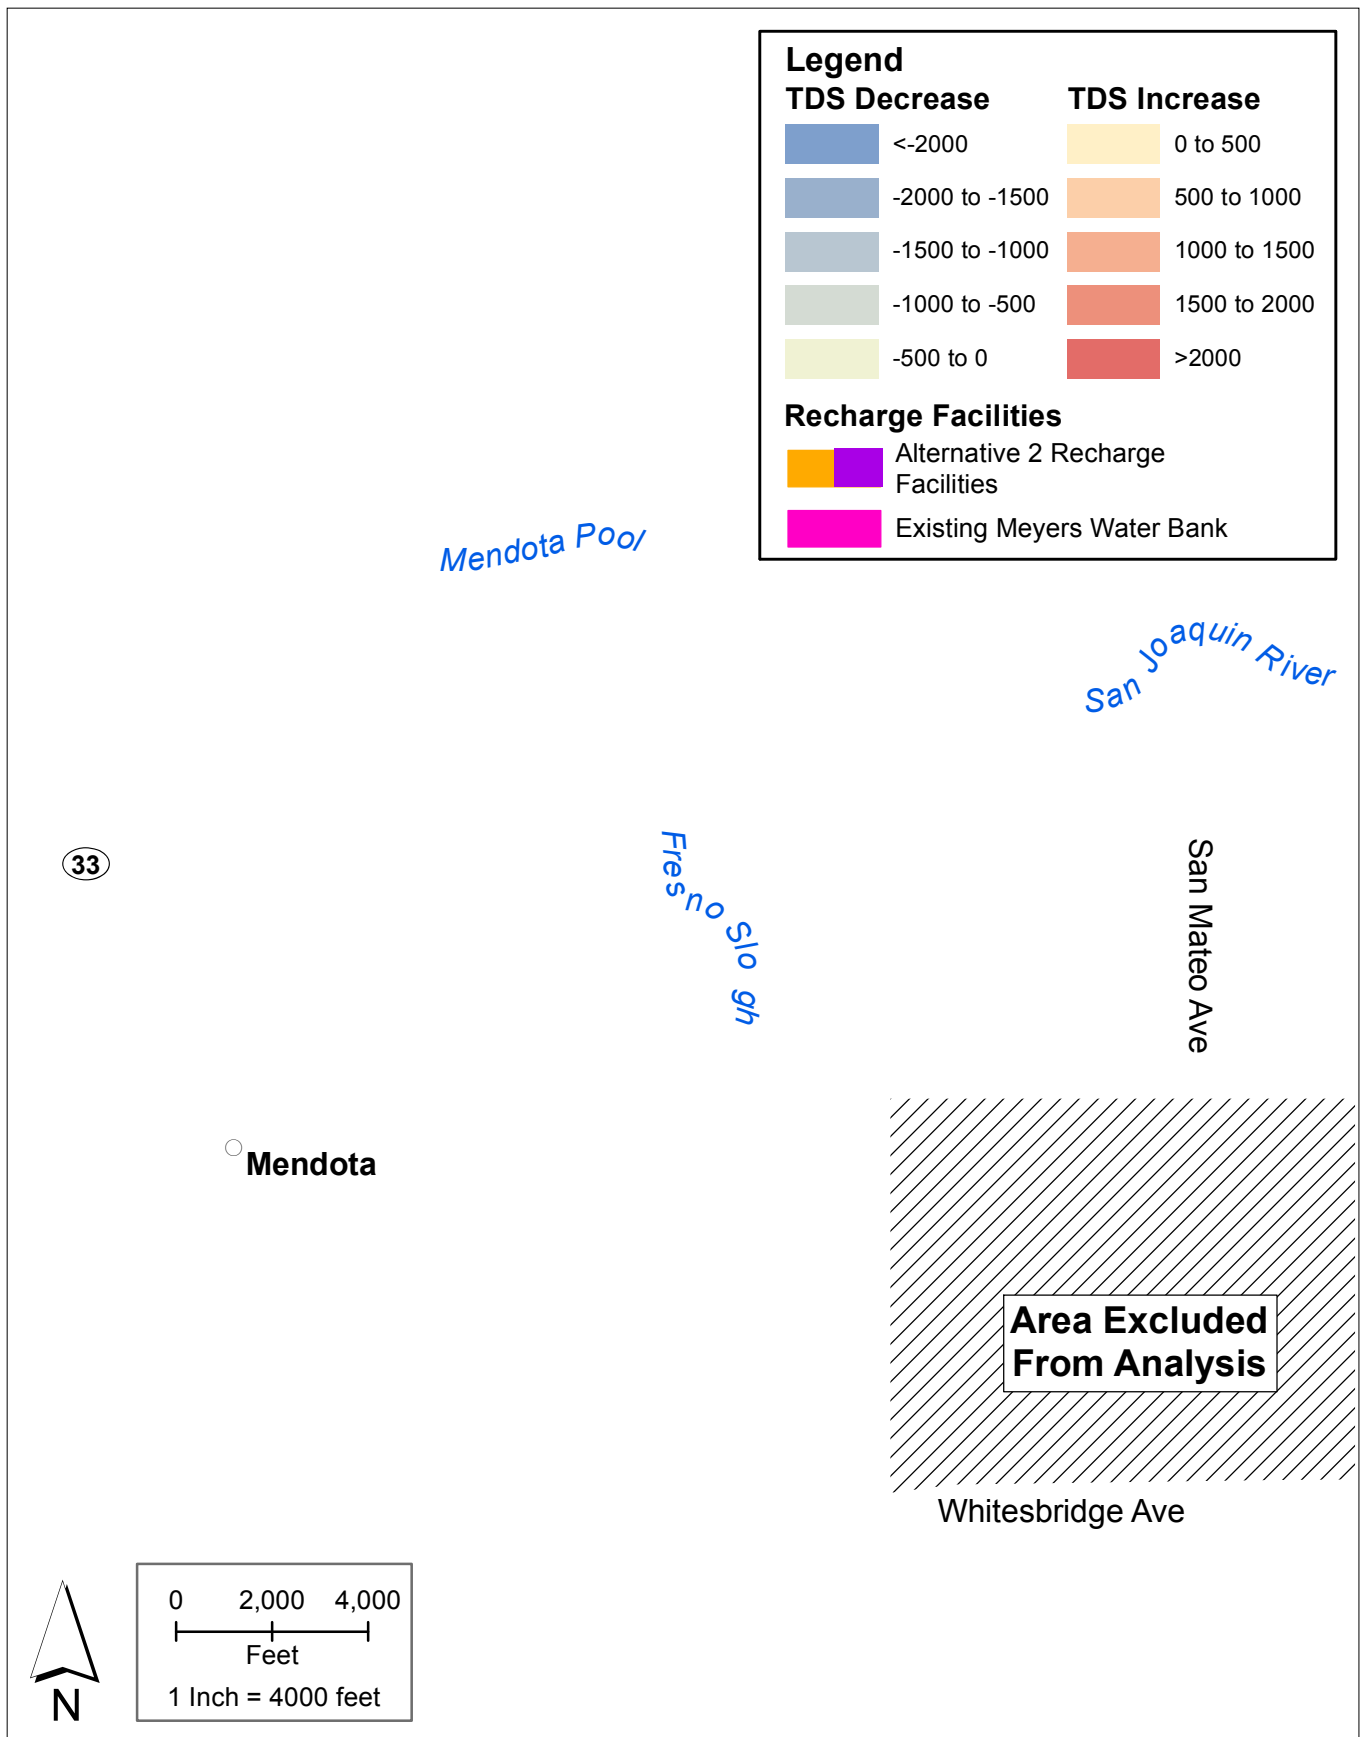 Legend
TDS Decrease
<-2000
-2000 to -1500
-1500 to -1000
-1000 to -500
-500 to 0
TDS Increase
0 to 500
500 to 1000
1000 to 1500
1500 to 2000
>2000
Recharge Facilities
Alternative 2 Recharge
Facilities
Existing Meyers Water Bank
Mendota Pool
San Joaquin River
33
Fresno Slo gh
San Mateo Ave
Mendota
Area Excluded
From Analysis
Whitesbridge Ave
0 2,000 4,000
Feet
1 Inch = 4000 feet
N